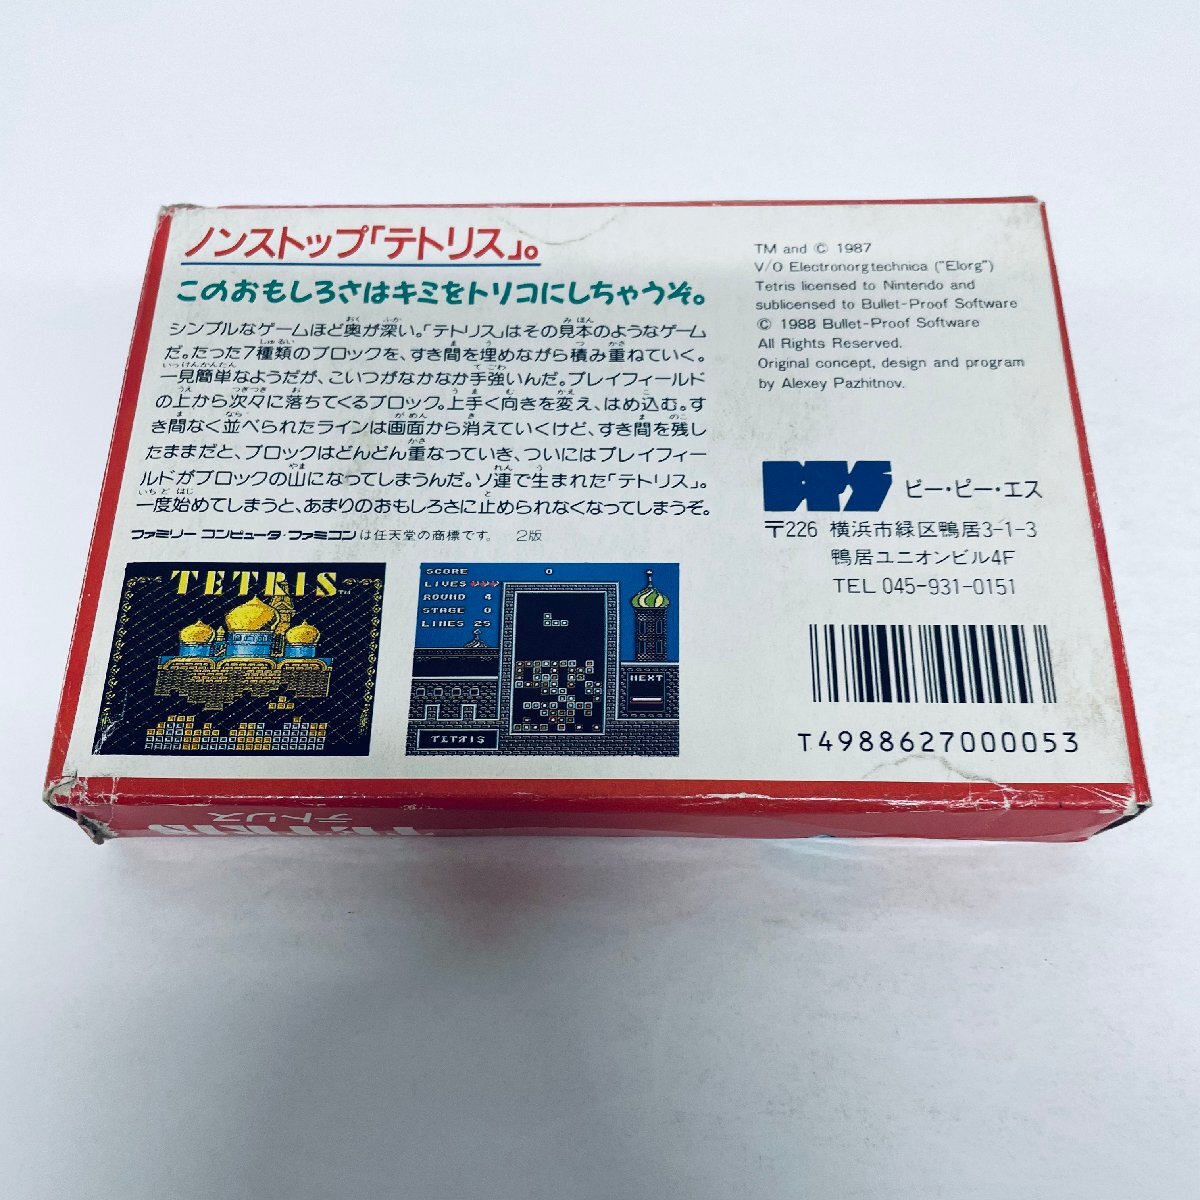 ノンストップ「テトリス」。
このおもしろさはキミをトリコにしちゃうぞ。
シンプルなゲームほど奥が深い。「テトリス」はその見本のようなゲーム
だ。たった7種類のブロックを、すき間を埋めながら積み重ねていく。
一見簡単なようだが、こいつがなかなか手強いんだ。プレイフィールド
の上から次々に落ちてくるブロック。上手く向きを変え、はめ込む。す
き間なく並べられたラインは画面から消えていくけど、すき間を残し
たままだと、ブロックはどんどん重なっていき、ついにはプレイフィー
ルドがブロックの山になってしまうんだ。ソ連で生まれた「テトリス」。
一度始めてしまうと、あまりのおもしろさに止められなくなってしまうぞ。
ファミリーコンピュータ・ファミコンは任天堂の商標です。 2版
TETRIS™
SCORE 0
LIVES ♥♥♥
ROUND 4
STAGE 0
LINES 25
NEXT
TETRIS
TM and © 1987
V/O Electronorgtechnica ("Elorg")
Tetris licensed to Nintendo and
sublicensed to Bullet-Proof Software
© 1988 Bullet-Proof Software
All Rights Reserved.
Original concept, design and program
by Alexey Pazhitnov.
BPS ビー・ピー・エス
〒226 横浜市緑区鴨居3-1-3
鴨居ユニオンビル4F
TEL 045-931-0151
T4988627000053
テトリス
TETRIS